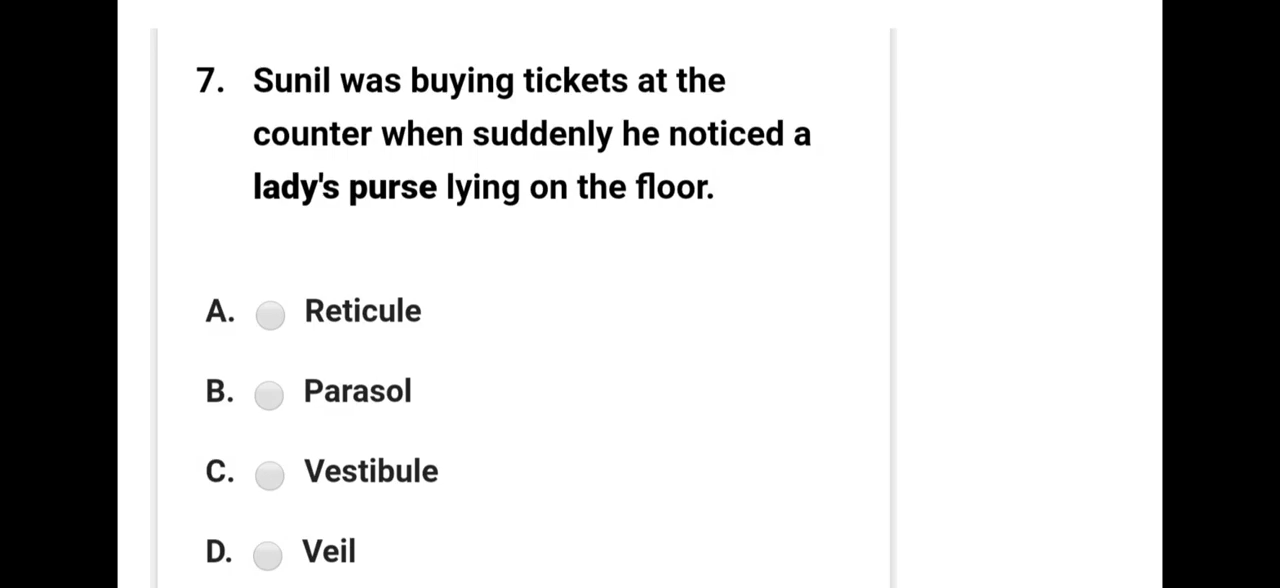 7. Sunil was buying tickets at the
counter when suddenly he noticed a
lady's purse lying on the floor.
A. Reticule
B. Parasol
C. Vestibule
D. Veil